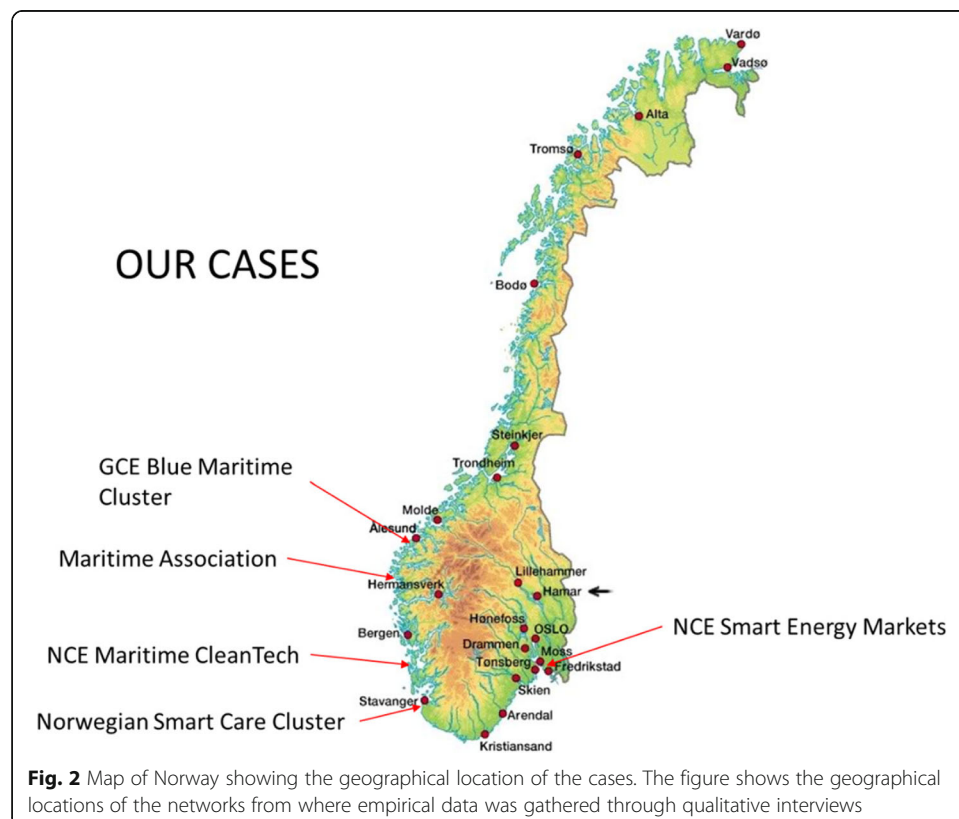 Vardø
Vadsø
Alta
Tromsø
OUR CASES
Bodø
Steinkjer
Trondheim
GCE Blue Maritime
Cluster
Molde
Ålesund
Maritime Association
Lillehammer
Hermansverk
Hamar
Hønefoss
OSLO
Bergen
Drammen
Moss
NCE Smart Energy Markets
NCE Maritime CleanTech
Tønsberg
Fredrikstad
Skien
Stavanger
Norwegian Smart Care Cluster
Arendal
Kristiansand
Fig. 2 Map of Norway showing the geographical location of the cases. The figure shows the geographical
locations of the networks from where empirical data was gathered through qualitative interviews